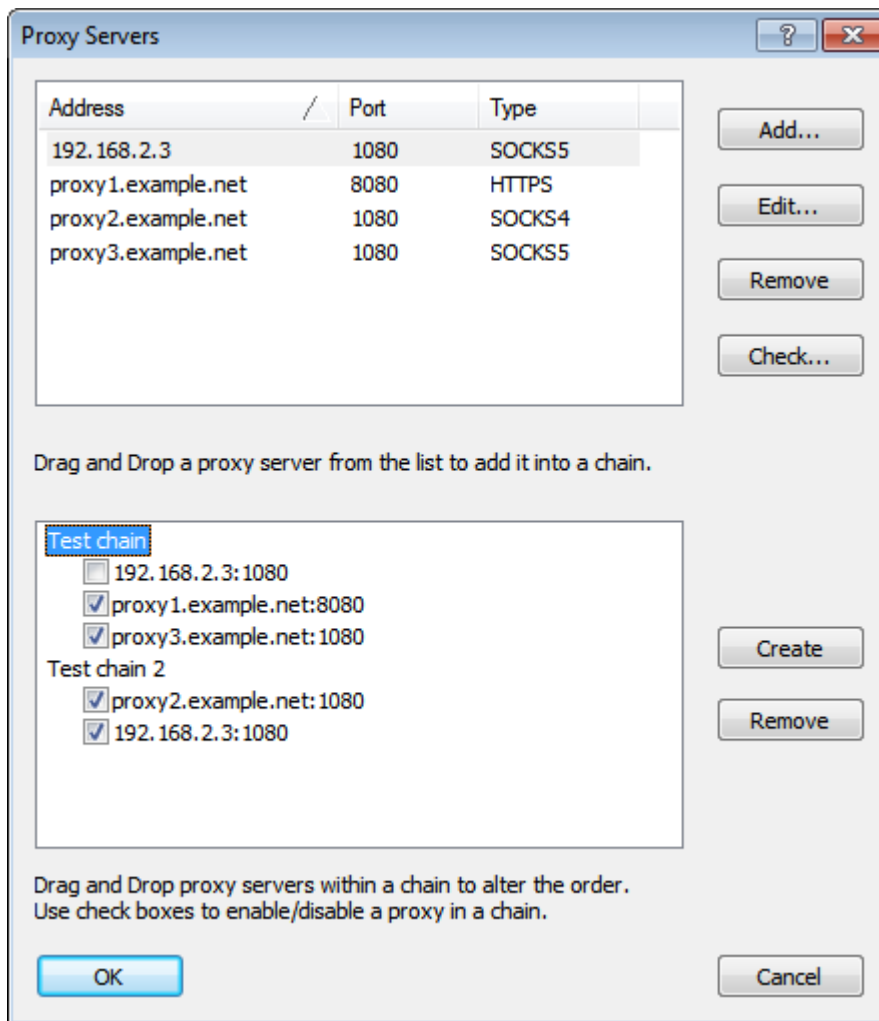 Proxy Servers
Address Port Type
192.168.2.3 1080 SOCKS5
proxy1.example.net 8080 HTTPS
proxy2.example.net 1080 SOCKS4
proxy3.example.net 1080 SOCKS5
Add...
Edit...
Remove
Check...
Drag and Drop a proxy server from the list to add it into a chain.
Test chain
192.168.2.3:1080
proxy1.example.net:8080
proxy3.example.net:1080
Test chain 2
proxy2.example.net:1080
192.168.2.3:1080
Create
Remove
Drag and Drop proxy servers within a chain to alter the order.
Use check boxes to enable/disable a proxy in a chain.
OK
Cancel